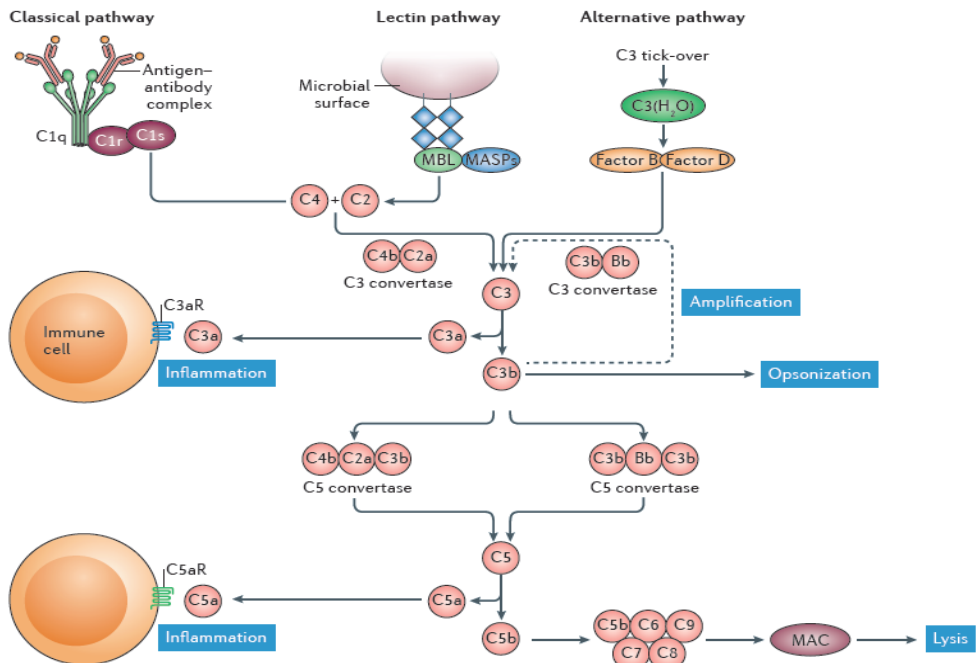 Classical pathway
Lectin pathway
Alternative pathway
Antigen–
antibody
complex
C1q
C1r
C1s
Microbial
surface
MBL
MASPs
C3 tick-over
C3(H₂O)
Factor B
Factor D
C4 + C2
C4b C2a
C3 convertase
C3b Bb
C3 convertase
Amplification
C3
C3aR
Immune
cell
C3a
C3a
Inflammation
C3b
Opsonization
C4b C2a C3b
C5 convertase
C3b Bb C3b
C5 convertase
C5
C5aR
C5a
C5a
Inflammation
C5b
C5b C6 C9
C7 C8
MAC
Lysis